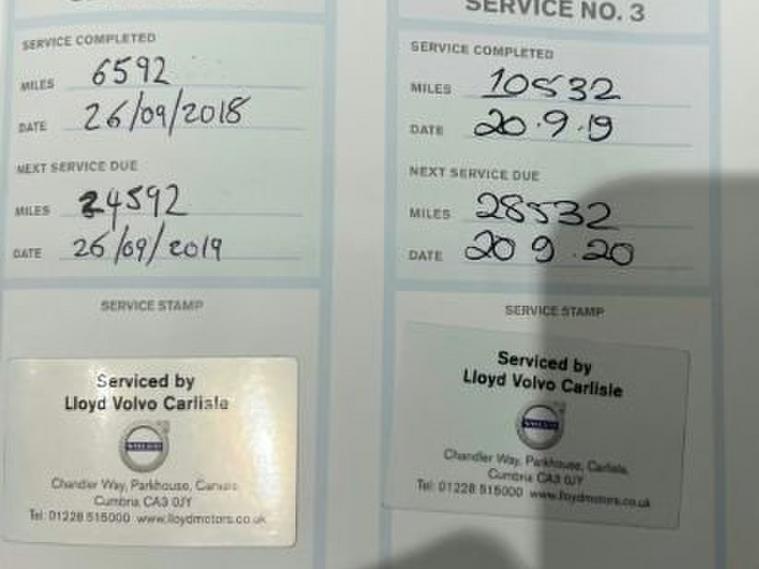 SERVICE COMPLETED
MILES 6592
DATE 26/09/2018
NEXT SERVICE DUE
MILES 24592
DATE 26/09/2019
SERVICE STAMP
Serviced by
Lloyd Volvo Carlisle
VOLVO
Chandler Way, Parkhouse, Carlisle
Cumbria CA3 0JY
Tel: 01228 515000 www.lloydmotors.co.uk
SERVICE NO. 3
SERVICE COMPLETED
MILES 10532
DATE 20.9.19
NEXT SERVICE DUE
MILES 28532
DATE 20 9.20
SERVICE STAMP
Serviced by
Lloyd Volvo Carlisle
VOLVO
Chandler Way, Parkhouse, Carlisle,
Cumbria CA3 0JY
Tel: 01228 515000 www.lloydmotors.co.uk